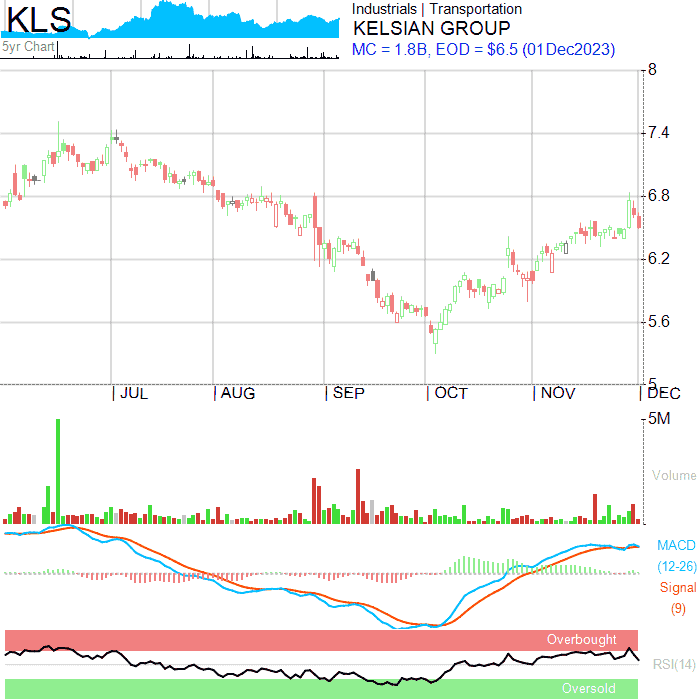 KLS
5yr Chart
Industrials | Transportation
KELSIAN GROUP
MC = 1.8B, EOD = $6.5 (01Dec2023)
8
7.4
6.8
6.2
5.6
5
| JUL | AUG | SEP | OCT | NOV | DEC
5M
Volume
MACD
(12-26)
Signal
(9)
Overbought
RSI(14)
Oversold